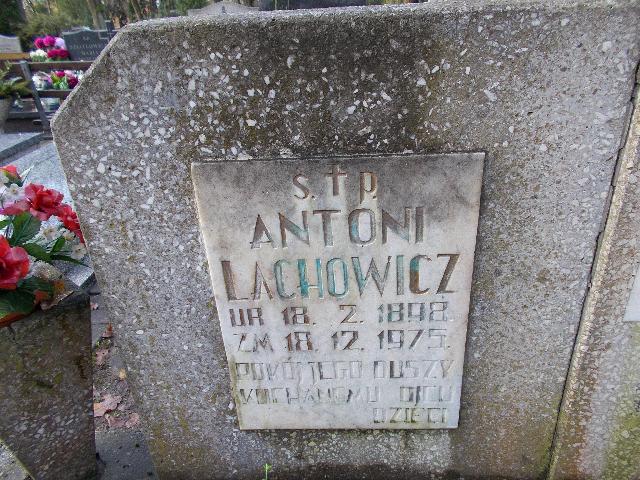 Ś.†P.
ANTONI
LACHOWICZ
UR 18. 2. 1898.
ZM 18. 12. 1975.
POKÓJ JEGO DUSZY
KOCHANEMU OJCU
DZIECI